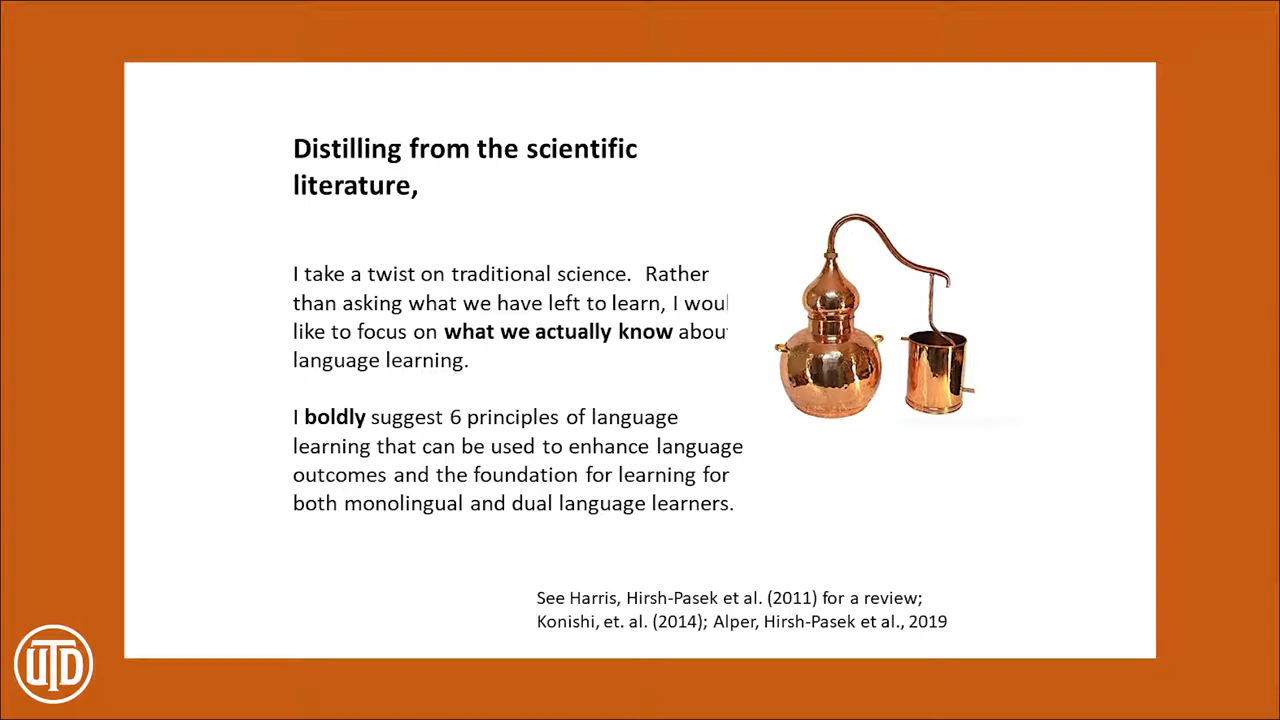 Distilling from the scientific
literature,
I take a twist on traditional science. Rather
than asking what we have left to learn, I woul
like to focus on what we actually know abou
language learning.
I boldly suggest 6 principles of language
learning that can be used to enhance language
outcomes and the foundation for learning for
both monolingual and dual language learners.
See Harris, Hirsh-Pasek et al. (2011) for a review;
Konishi, et. al. (2014); Alper, Hirsh-Pasek et al., 2019
UTD